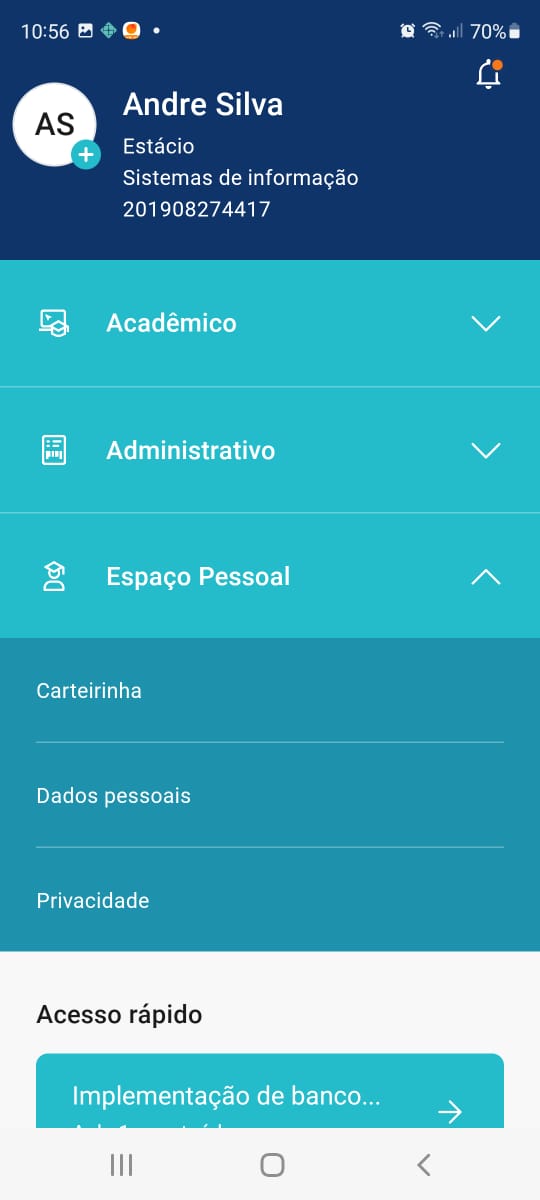 10:56
70%
AS
Andre Silva
Estácio
Sistemas de informação
201908274417
Acadêmico
Administrativo
Espaço Pessoal
Carteirinha
Dados pessoais
Privacidade
Acesso rápido
Implementação de banco...